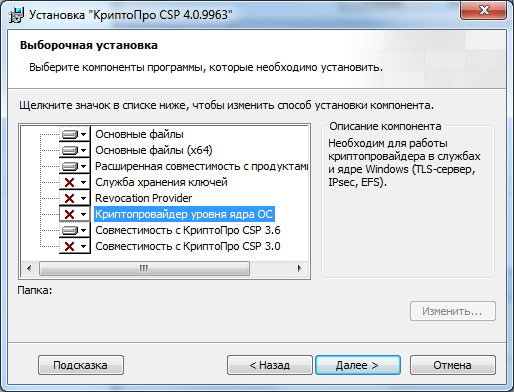 Установка "КриптоПро CSP 4.0.9963"
Выборочная установка
Выберите компоненты программы, которые необходимо установить.
Щелкните значок в списке ниже, чтобы изменить способ установки компонента.
Основные файлы
Основные файлы (x64)
Расширенная совместимость с продуктами
Служба хранения ключей
Revocation Provider
Криптопровайдер уровня ядра ОС
Совместимость с КриптоПро CSP 3.6
Совместимость с КриптоПро CSP 3.0
Описание компонента
Необходим для работы
криптопровайдера в службах
и ядре Windows (TLS-сервер,
IPsec, EFS).
Папка:
Изменить...
Подсказка
< Назад
Далее >
Отмена